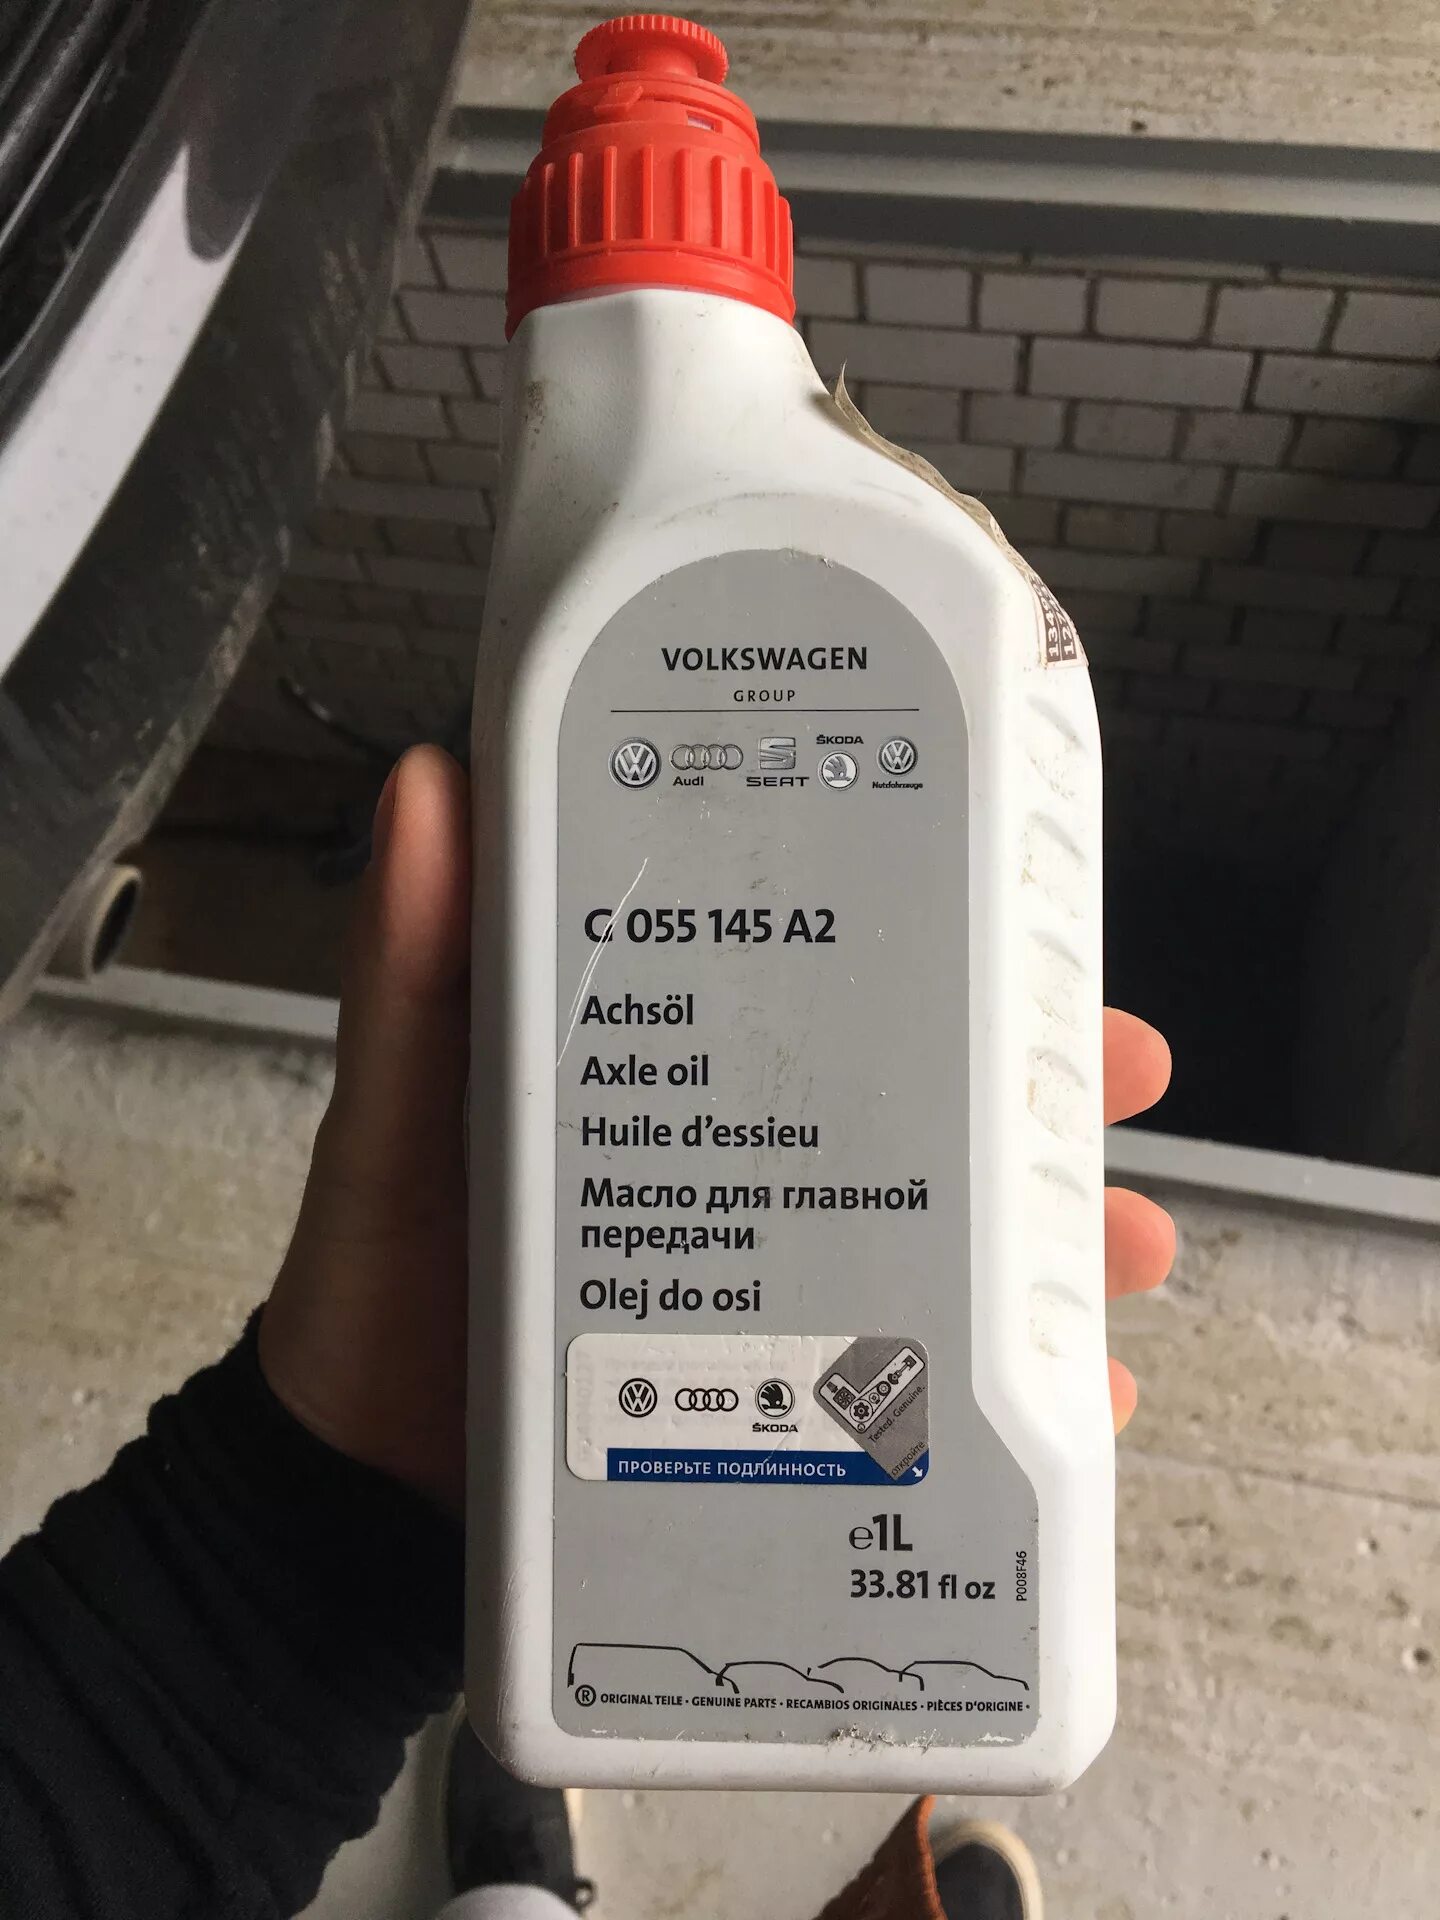 VOLKSWAGEN
GROUP
Audi
SEAT
ŠKODA
Nutzfahrzeuge
G 055 145 A2
Achsöl
Axle oil
Huile d'essieu
Масло для главной
передачи
Olej do osi
ŠKODA
Tested. Genuine.
откройте
ПРОВЕРЬТЕ ПОДЛИННОСТЬ
e1L
33.81 fl oz
P008F46
® ORIGINAL TEILE · GENUINE PARTS · RECAMBIOS ORIGINALES · PIÈCES D'ORIGINE ·